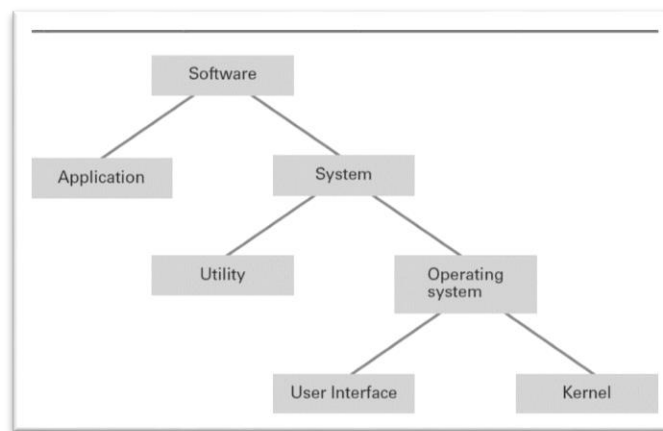 Software
Application
System
Utility
Operating
system
User Interface
Kernel